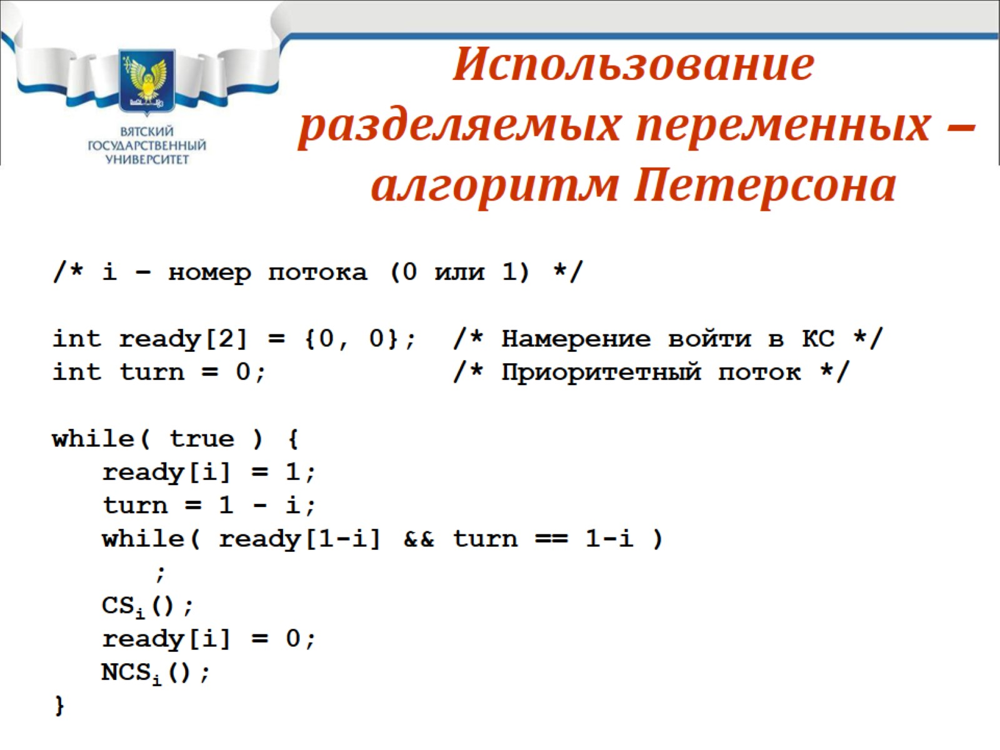 ВЯТСКИЙ
ГОСУДАРСТВЕННЫЙ
УНИВЕРСИТЕТ
Использование
разделяемых переменных –
алгоритм Петерсона
/* i – номер потока (0 или 1) */
int ready[2] = {0, 0};  /* Намерение войти в КС */
int turn = 0;           /* Приоритетный поток */
while( true ) {
   ready[i] = 1;
   turn = 1 - i;
   while( ready[1-i] && turn == 1-i )
      ;
   CSi();
   ready[i] = 0;
   NCSi();
}